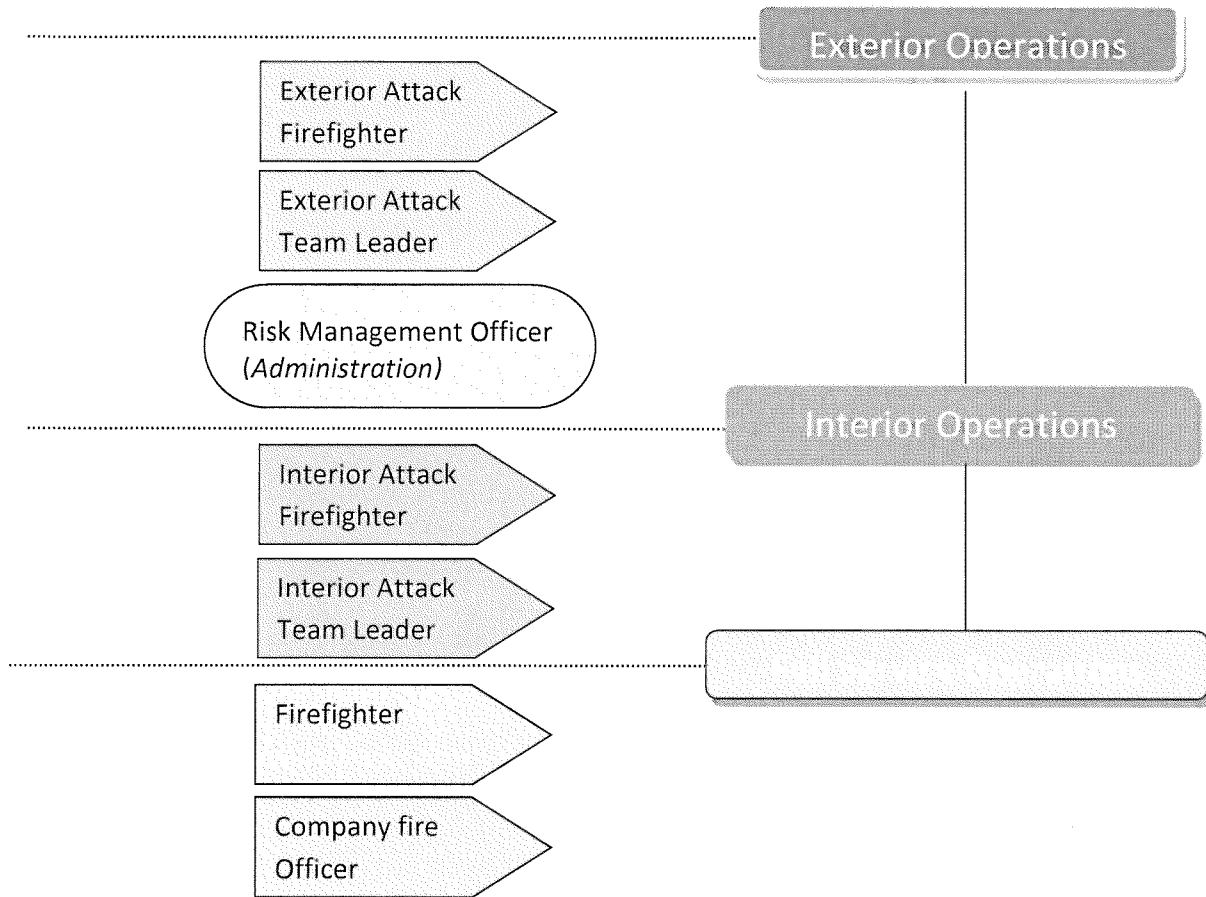 Exterior Operations
Exterior Attack
Firefighter
Exterior Attack
Team Leader
Risk Management Officer
(Administration)
Interior Operations
Interior Attack
Firefighter
Interior Attack
Team Leader
Firefighter
Company fire
Officer